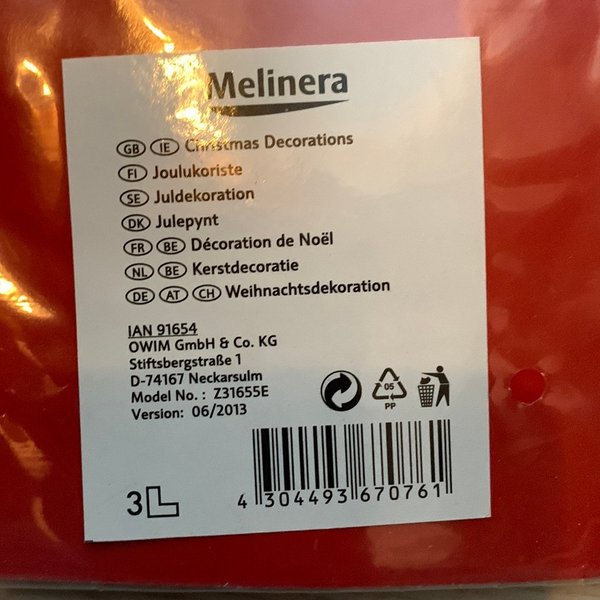 Melinera
GB IE Christmas Decorations
FI Joulukoriste
SE Juldekoration
DK Julepynt
FR BE Décoration de Noël
NL BE Kerstdecoratie
DE AT CH Weihnachtsdekoration
IAN 91654
OWIM GmbH & Co. KG
Stiftsbergstraße 1
D-74167 Neckarsulm
Model No. : Z31655E
Version: 06/2013
05
PP
3L
4 304493 670761